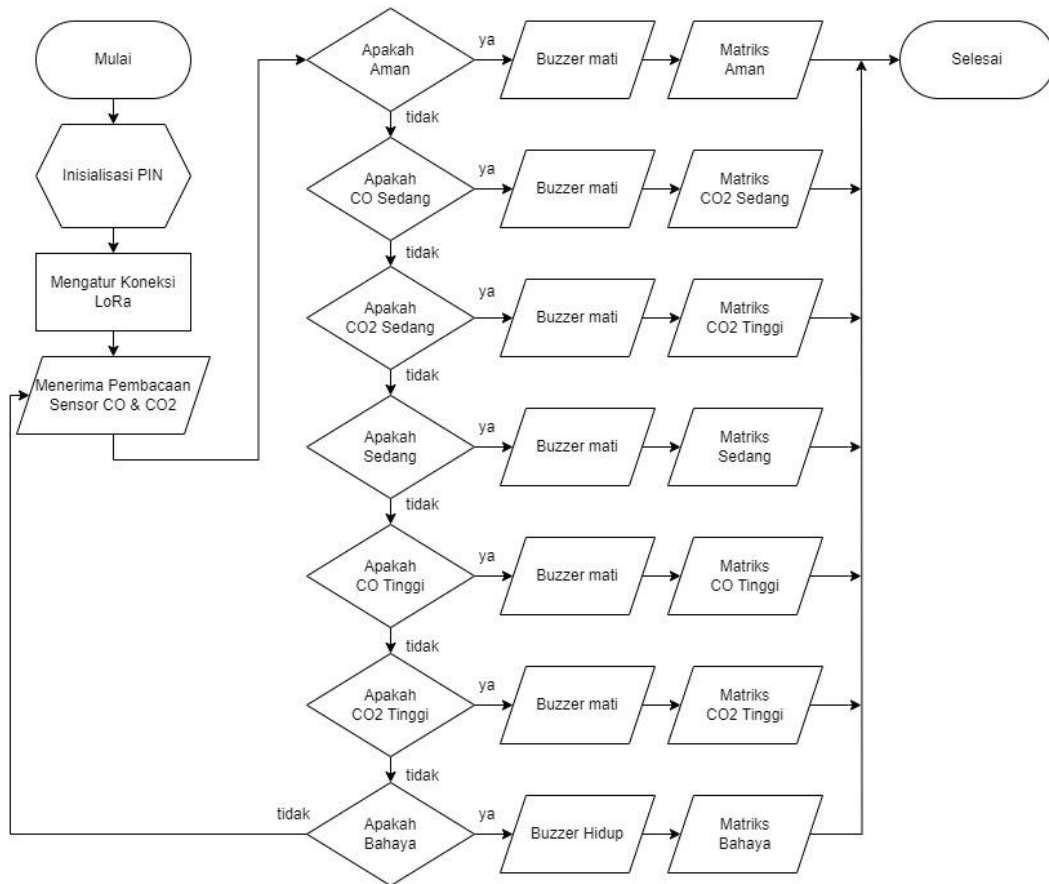 Mulai
Inisialisasi PIN
Mengatur Koneksi
LoRa
Menerima Pembacaan
Sensor CO & CO2
Apakah
Aman
ya
Buzzer mati
Matriks
Aman
Selesai
tidak
Apakah
CO Sedang
ya
Buzzer mati
Matriks
CO2 Sedang
tidak
Apakah
CO2 Sedang
ya
Buzzer mati
Matriks
CO2 Tinggi
tidak
Apakah
Sedang
ya
Buzzer mati
Matriks
Sedang
tidak
Apakah
CO Tinggi
ya
Buzzer mati
Matriks
CO Tinggi
tidak
Apakah
CO2 Tinggi
ya
Buzzer mati
Matriks
CO2 Tinggi
tidak
tidak
Apakah
Bahaya
ya
Buzzer Hidup
Matriks
Bahaya